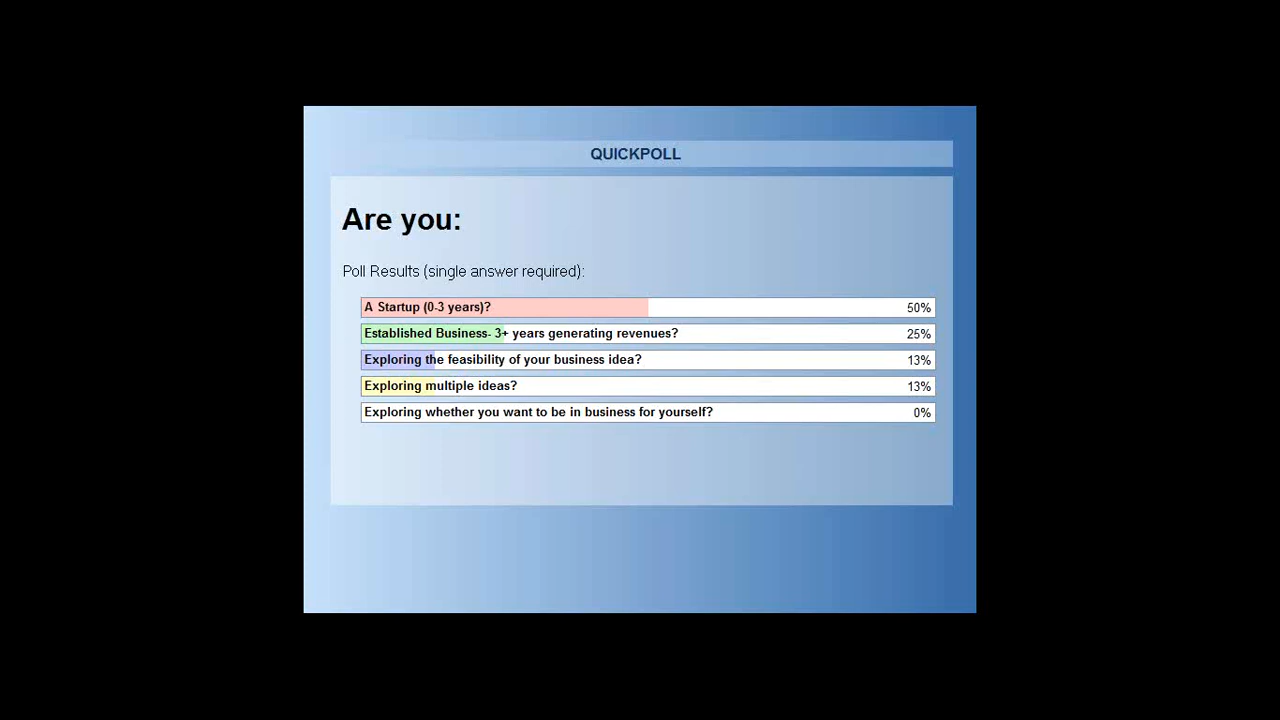 QUICKPOLL
Are you:
Poll Results (single answer required):
A Startup (0-3 years)? 50%
Established Business- 3+ years generating revenues? 25%
Exploring the feasibility of your business idea? 13%
Exploring multiple ideas? 13%
Exploring whether you want to be in business for yourself? 0%